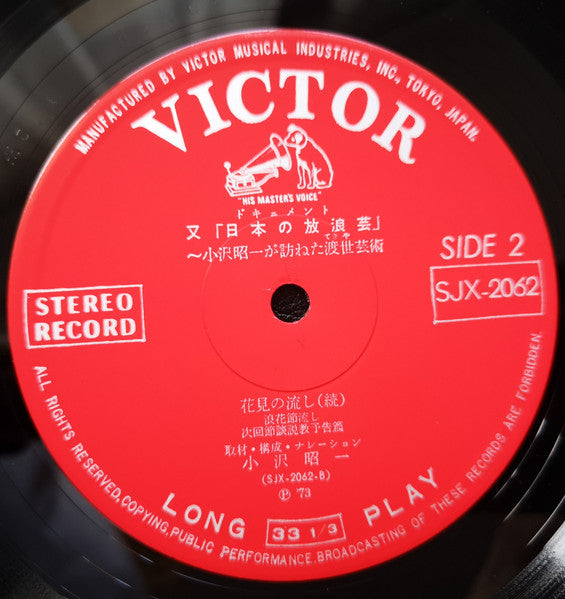 MANUFACTURED BY VICTOR MUSICAL INDUSTRIES, INC., TOKYO, JAPAN.
VICTOR
"HIS MASTER'S VOICE"
ドキュメント
又「日本の放浪芸」
てきや
〜小沢昭一が訪ねた渡世芸術
SIDE 2
SJX-2062
STEREO
RECORD
花見の流し(続)
浪花節流し
次回節談説教予告篇
取材・構成・ナレーション
小沢昭一
(SJX-2062-B)
Ⓟ '73
LONG 33 1/3 PLAY
ALL RIGHTS RESERVED, COPYING, PUBLIC PERFORMANCE, BROADCASTING OF THESE RECORDS ARE FORBIDDEN.